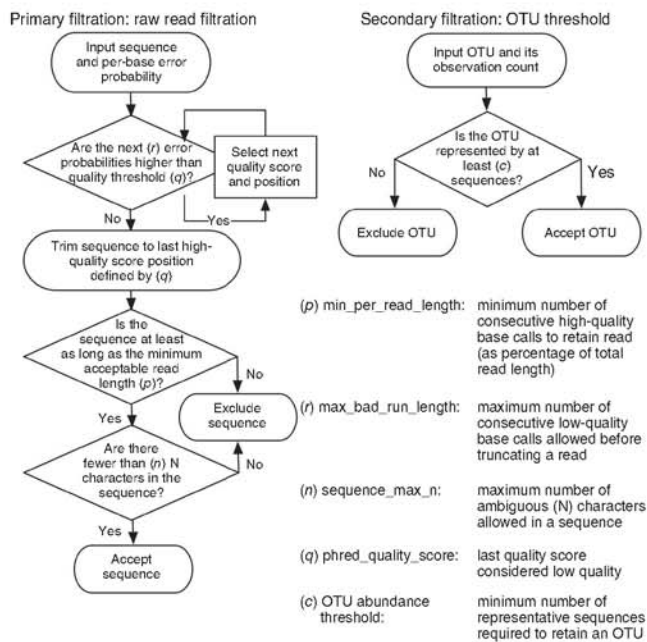 Primary filtration: raw read filtration
Input sequence
and per-base error
probability
Are the next (r) error
probabilities higher than
quality threshold (q)?
Select next
quality score
and position
Yes
No
Trim sequence to last high-
quality score position
defined by (q)
Is the
sequence at least
as long as the minimum
acceptable read
length (p)?
No
Yes
Exclude
sequence
Are there
fewer than (n) N
characters in the
sequence?
No
Yes
Accept
sequence
Secondary filtration: OTU threshold
Input OTU and its
observation count
Is the OTU
represented by at
least (c)
sequences?
No
Yes
Exclude OTU
Accept OTU
(p) min_per_read_length: minimum number of
consecutive high-quality
base calls to retain read
(as percentage of total
read length)
(r) max_bad_run_length: maximum number of
consecutive low-quality
base calls allowed before
truncating a read
(n) sequence_max_n: maximum number of
ambiguous (N) characters
allowed in a sequence
(q) phred_quality_score: last quality score
considered low quality
(c) OTU abundance minimum number of
threshold: representative sequences
required to retain an OTU